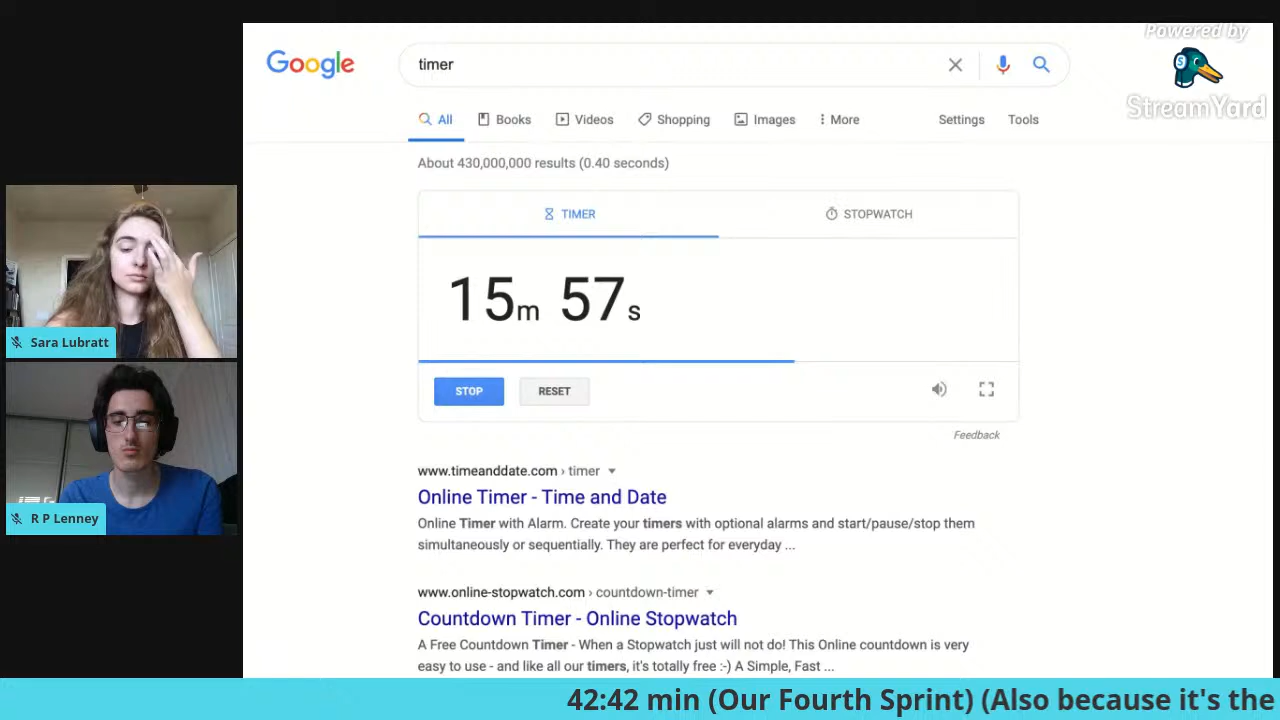 Powered by
StreamYard
Google
timer
All
Books
Videos
Shopping
Images
More
Settings
Tools
About 430,000,000 results (0.40 seconds)
TIMER
STOPWATCH
15m 57s
STOP
RESET
Feedback
www.timeanddate.com › timer
Online Timer - Time and Date
Online Timer with Alarm. Create your timers with optional alarms and start/pause/stop them
simultaneously or sequentially. They are perfect for everyday ...
www.online-stopwatch.com › countdown-timer
Countdown Timer - Online Stopwatch
A Free Countdown Timer - When a Stopwatch just will not do! This Online countdown is very
easy to use - and like all our timers, it's totally free :-) A Simple, Fast ...
Sara Lubratt
R P Lenney
42:42 min (Our Fourth Sprint) (Also because it's the